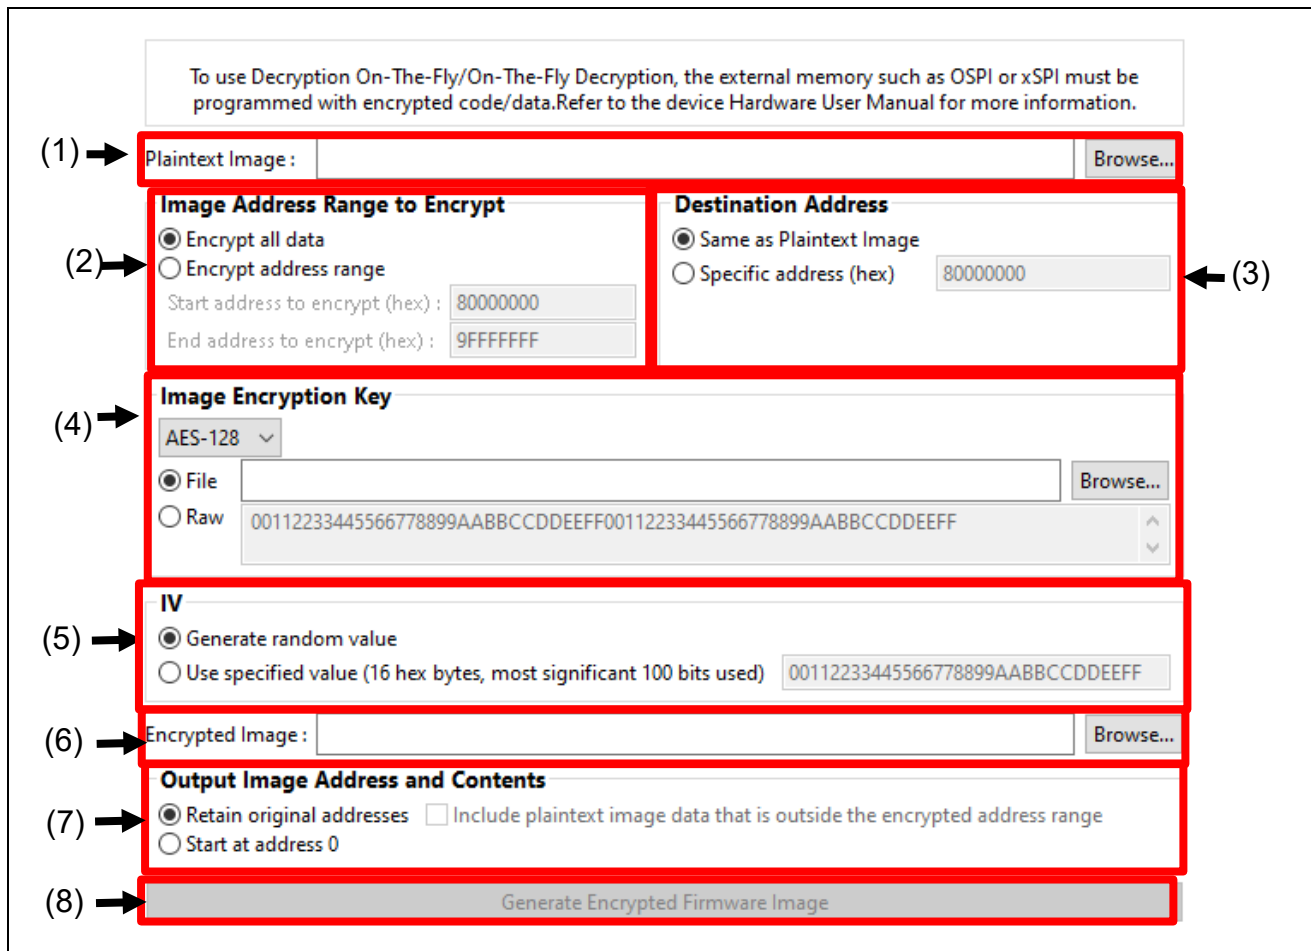 To use Decryption On-The-Fly/On-The-Fly Decryption, the external memory such as OSPI or xSPI must be
programmed with encrypted code/data.Refer to the device Hardware User Manual for more information.
(1)
Plaintext Image :
Browse...
(2)
Image Address Range to Encrypt
Encrypt all data
Encrypt address range
Start address to encrypt (hex) : 80000000
End address to encrypt (hex) : 9FFFFFFF
Destination Address
Same as Plaintext Image
Specific address (hex) 80000000
(3)
(4)
Image Encryption Key
AES-128
File
Browse...
Raw 00112233445566778899AABBCCDDEEFF00112233445566778899AABBCCDDEEFF
(5)
IV
Generate random value
Use specified value (16 hex bytes, most significant 100 bits used) 00112233445566778899AABBCCDDEEFF
(6)
Encrypted Image :
Browse...
(7)
Output Image Address and Contents
Retain original addresses Include plaintext image data that is outside the encrypted address range
Start at address 0
(8)
Generate Encrypted Firmware Image